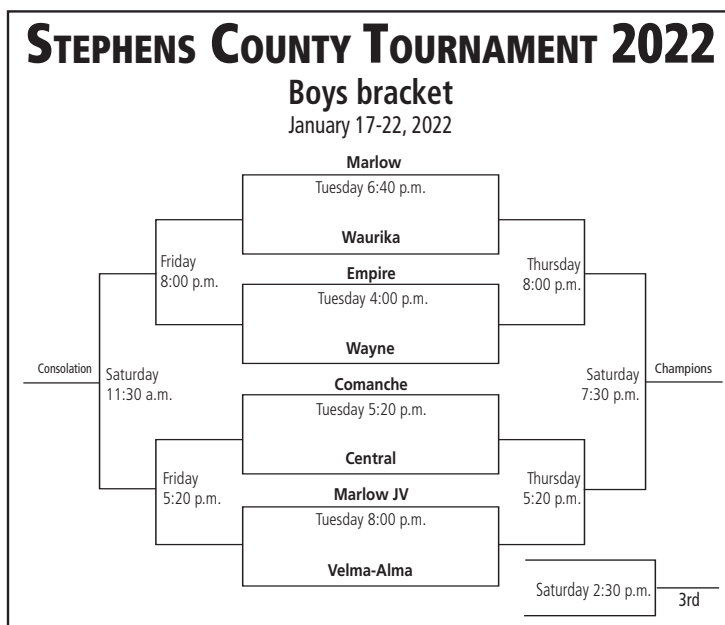 STEPHENS COUNTY TOURNAMENT 2022
Boys bracket
January 17-22, 2022
Marlow
Tuesday 6:40 p.m.
Waurika
Friday
8:00 p.m.
Thursday
8:00 p.m.
Empire
Tuesday 4:00 p.m.
Wayne
Consolation
Saturday
11:30 a.m.
Saturday
7:30 p.m.
Champions
Comanche
Tuesday 5:20 p.m.
Central
Friday
5:20 p.m.
Thursday
5:20 p.m.
Marlow JV
Tuesday 8:00 p.m.
Velma-Alma
Saturday 2:30 p.m.
3rd